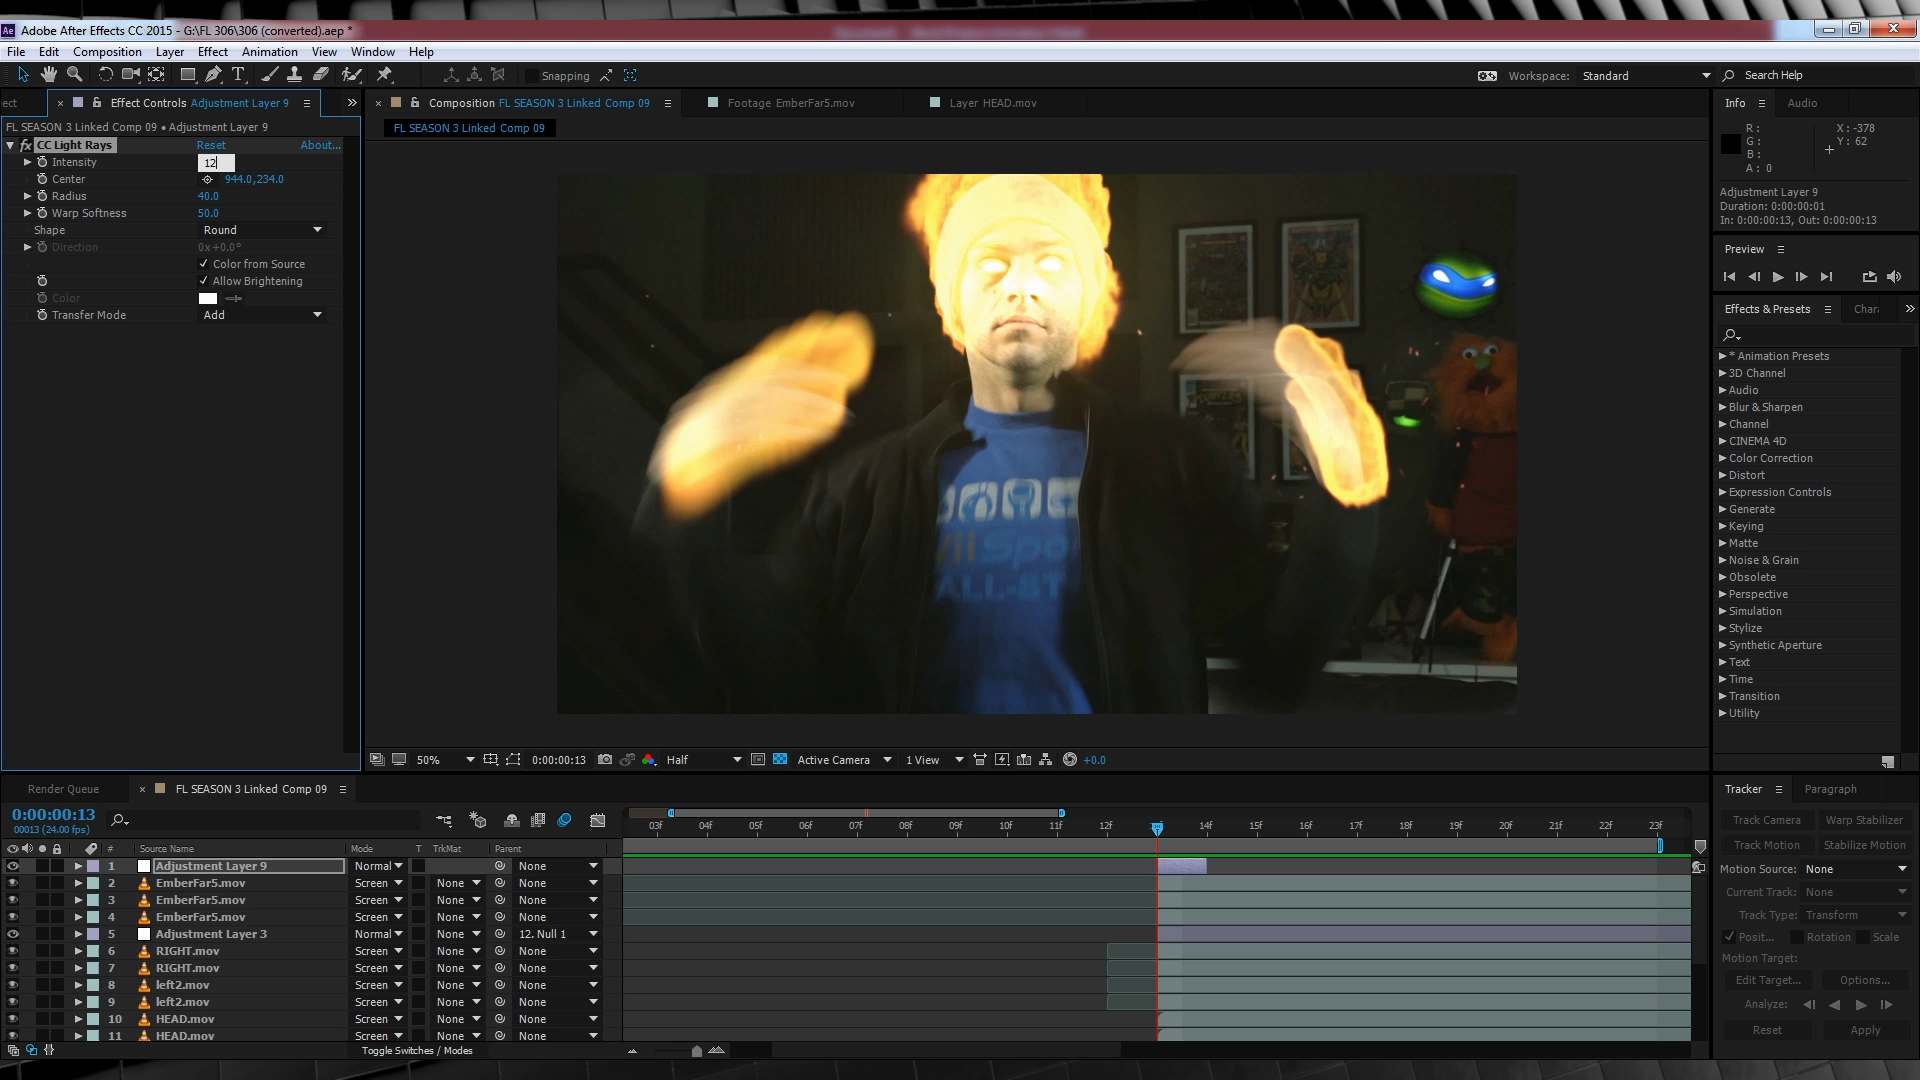 Adobe After Effects CC 2015 - G:\FL 306\306 (converted).aep *
File Edit Composition Layer Effect Animation View Window Help
Snapping
Workspace: Standard
Search Help
ect
Effect Controls Adjustment Layer 9
FL SEASON 3 Linked Comp 09 • Adjustment Layer 9
fx CC Light Rays Reset About...
Intensity 12
Center 944.0,234.0
Radius 40.0
Warp Softness 50.0
Shape Round
Direction 0x+0.0°
Color from Source
Allow Brightening
Color
Transfer Mode Add
Composition FL SEASON 3 Linked Comp 09
Footage EmberFar5.mov
Layer HEAD.mov
FL SEASON 3 Linked Comp 09
ALL-ST
50% 0:00:00:13 Half Active Camera 1 View +0.0
Info Audio
R :
G :
B :
A : 0
X : -378
Y : 62
Adjustment Layer 9
Duration: 0:00:00:01
In: 0:00:00:13, Out: 0:00:00:13
Preview
Effects & Presets Chara
* Animation Presets
3D Channel
Audio
Blur & Sharpen
Channel
CINEMA 4D
Color Correction
Distort
Expression Controls
Generate
Keying
Matte
Noise & Grain
Obsolete
Perspective
Simulation
Stylize
Synthetic Aperture
Text
Time
Transition
Utility
Render Queue
FL SEASON 3 Linked Comp 09
0:00:00:13
00013 (24.00 fps)
03f 04f 05f 06f 07f 08f 09f 10f 11f 12f 14f 15f 16f 17f 18f 19f 20f 21f 22f 23f
# Source Name Mode T TrkMat Parent
1 Adjustment Layer 9 Normal None
2 EmberFar5.mov Screen None None
3 EmberFar5.mov Screen None None
4 EmberFar5.mov Screen None None
5 Adjustment Layer 3 Normal None 12. Null 1
6 RIGHT.mov Screen None None
7 RIGHT.mov Screen None None
8 left2.mov Screen None None
9 left2.mov Screen None None
10 HEAD.mov Screen None None
11 HEAD.mov Screen None None
Toggle Switches / Modes
Tracker Paragraph
Track Camera Warp Stabilizer
Track Motion Stabilize Motion
Motion Source: None
Current Track: None
Track Type: Transform
Posit... Rotation Scale
Motion Target:
Edit Target... Options...
Analyze:
Reset Apply